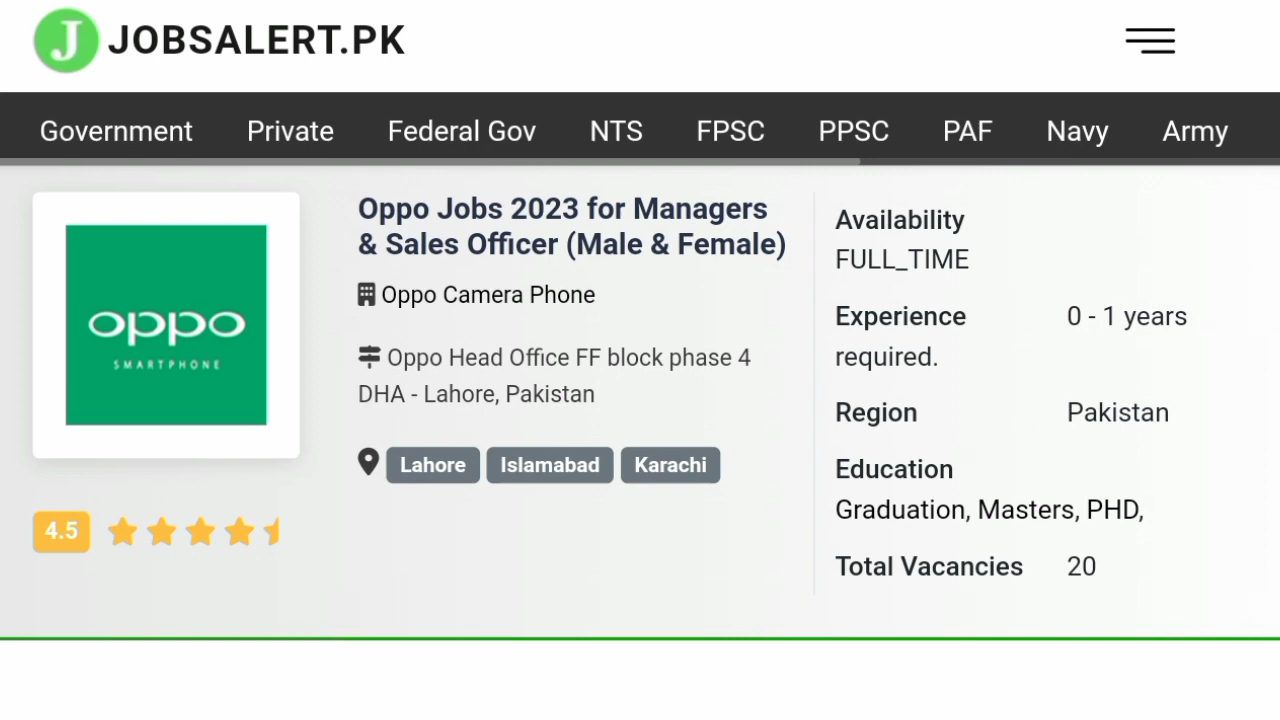 J JOBSALERT.PK
Government Private Federal Gov NTS FPSC PPSC PAF Navy Army
oppo
SMARTPHONE
4.5
Oppo Jobs 2023 for Managers
& Sales Officer (Male & Female)
Oppo Camera Phone
Oppo Head Office FF block phase 4
DHA - Lahore, Pakistan
Lahore Islamabad Karachi
Availability
FULL_TIME
Experience 0 - 1 years
required.
Region Pakistan
Education
Graduation, Masters, PHD,
Total Vacancies 20